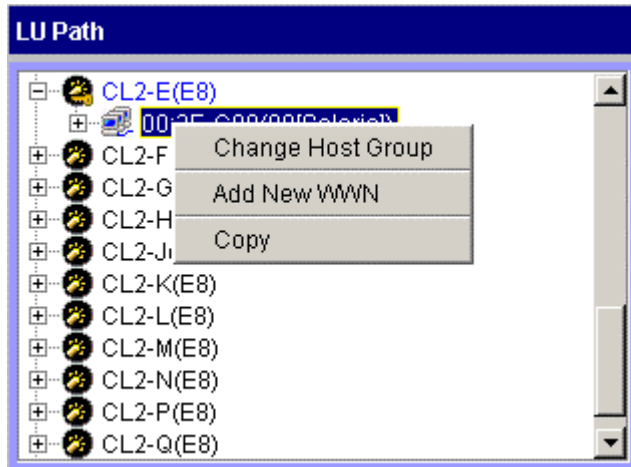 LU Path
CL2-E(E8)
CL2-F
Change Host Group
CL2-G
Add New WWN
CL2-H
Copy
CL2-K(E8)
CL2-L(E8)
CL2-M(E8)
CL2-N(E8)
CL2-P(E8)
CL2-Q(E8)